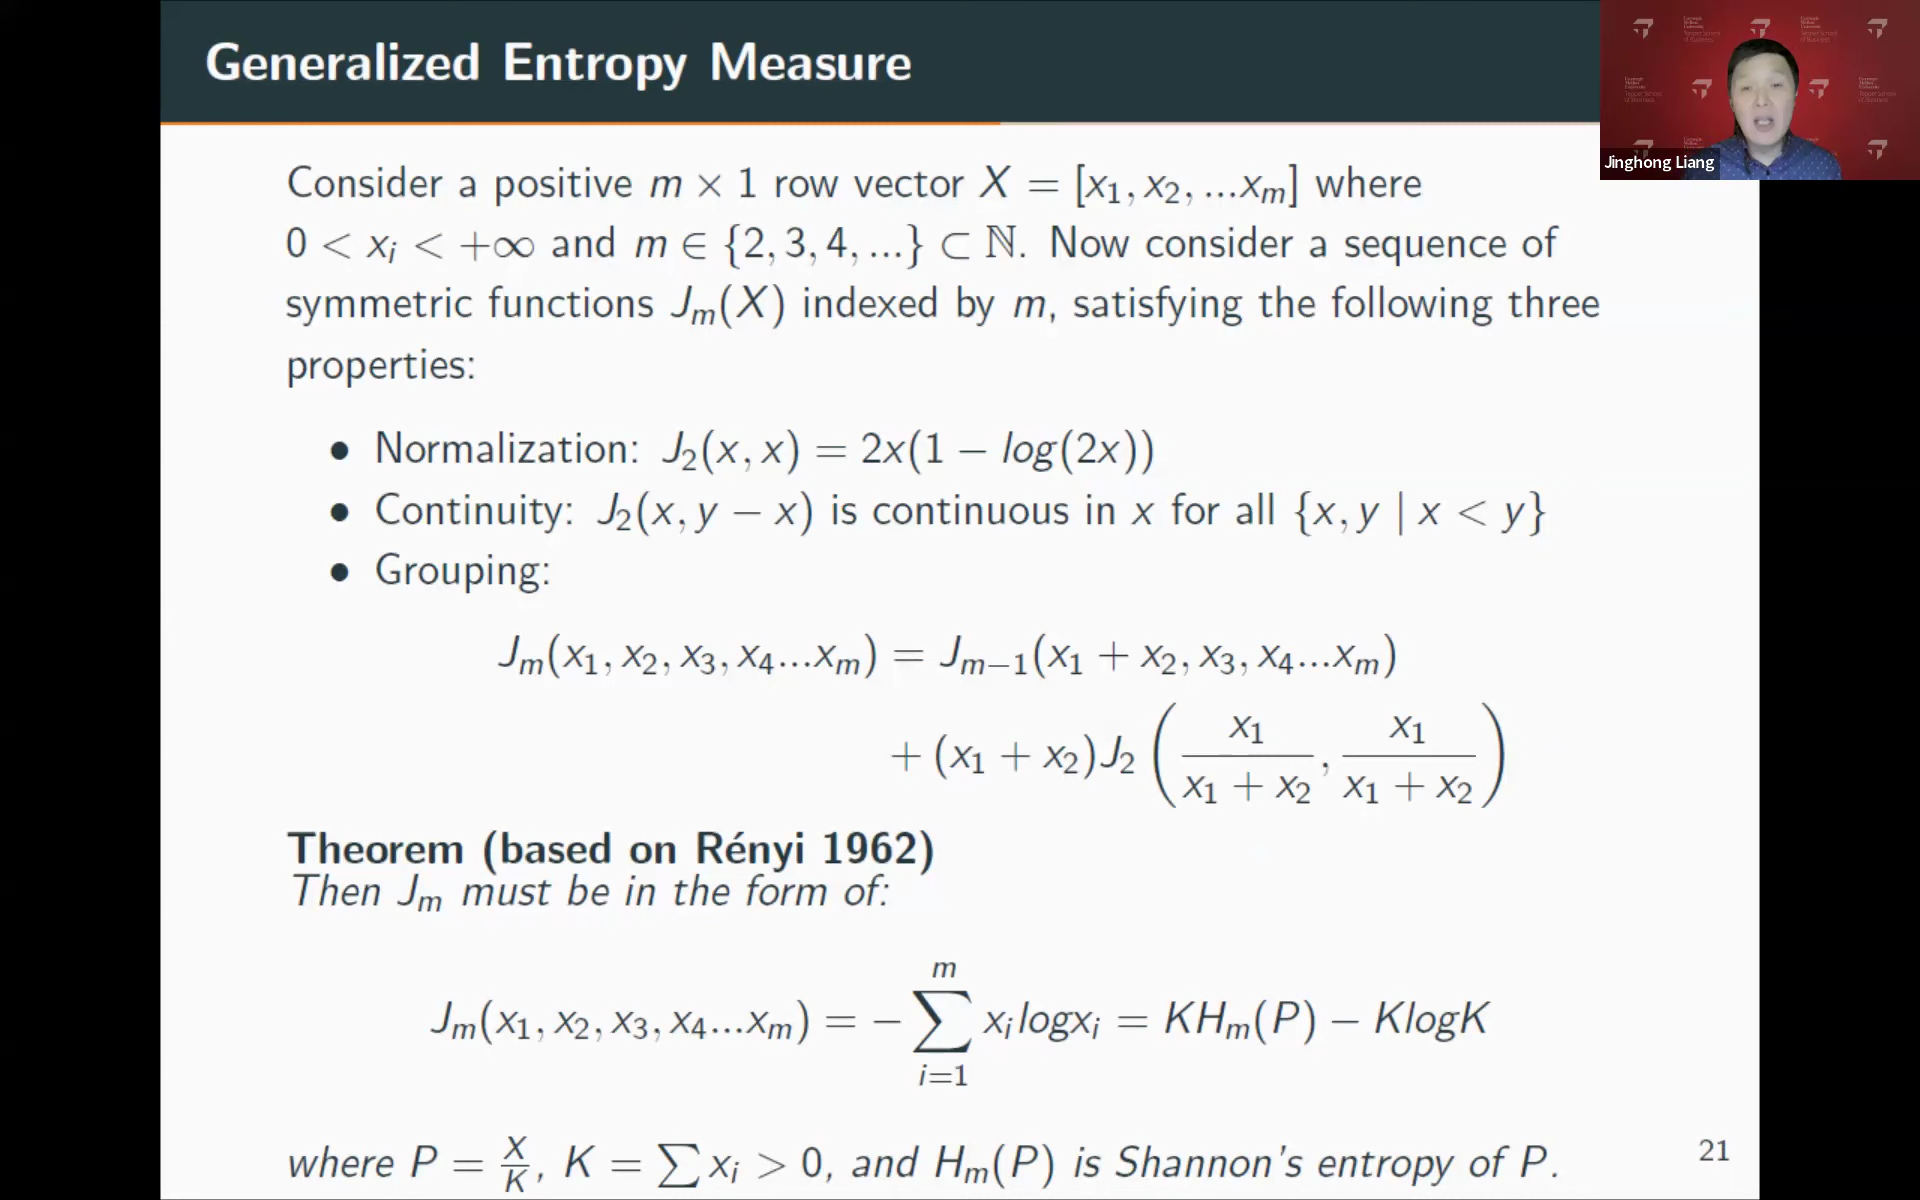 Generalized Entropy Measure
Jinghong Liang
Consider a positive m × 1 row vector X = [x₁, x₂, ...xₘ] where
0 < xᵢ < +∞ and m ∈ {2, 3, 4, ...} ⊂ ℕ. Now consider a sequence of
symmetric functions Jₘ(X) indexed by m, satisfying the following three
properties:
• Normalization: J₂(x, x) = 2x(1 − log(2x))
• Continuity: J₂(x, y − x) is continuous in x for all {x, y | x < y}
• Grouping:
Jₘ(x₁, x₂, x₃, x₄...xₘ) = Jₘ₋₁(x₁ + x₂, x₃, x₄...xₘ)
+ (x₁ + x₂)J₂ (x₁/(x₁ + x₂), x₁/(x₁ + x₂))
Theorem (based on Rényi 1962)
Then Jₘ must be in the form of:
Jₘ(x₁, x₂, x₃, x₄...xₘ) = − ∑ᵢ₌₁ᵐ xᵢlogxᵢ = KHₘ(P) − KlogK
where P = X/K, K = ∑ xᵢ > 0, and Hₘ(P) is Shannon's entropy of P.
21